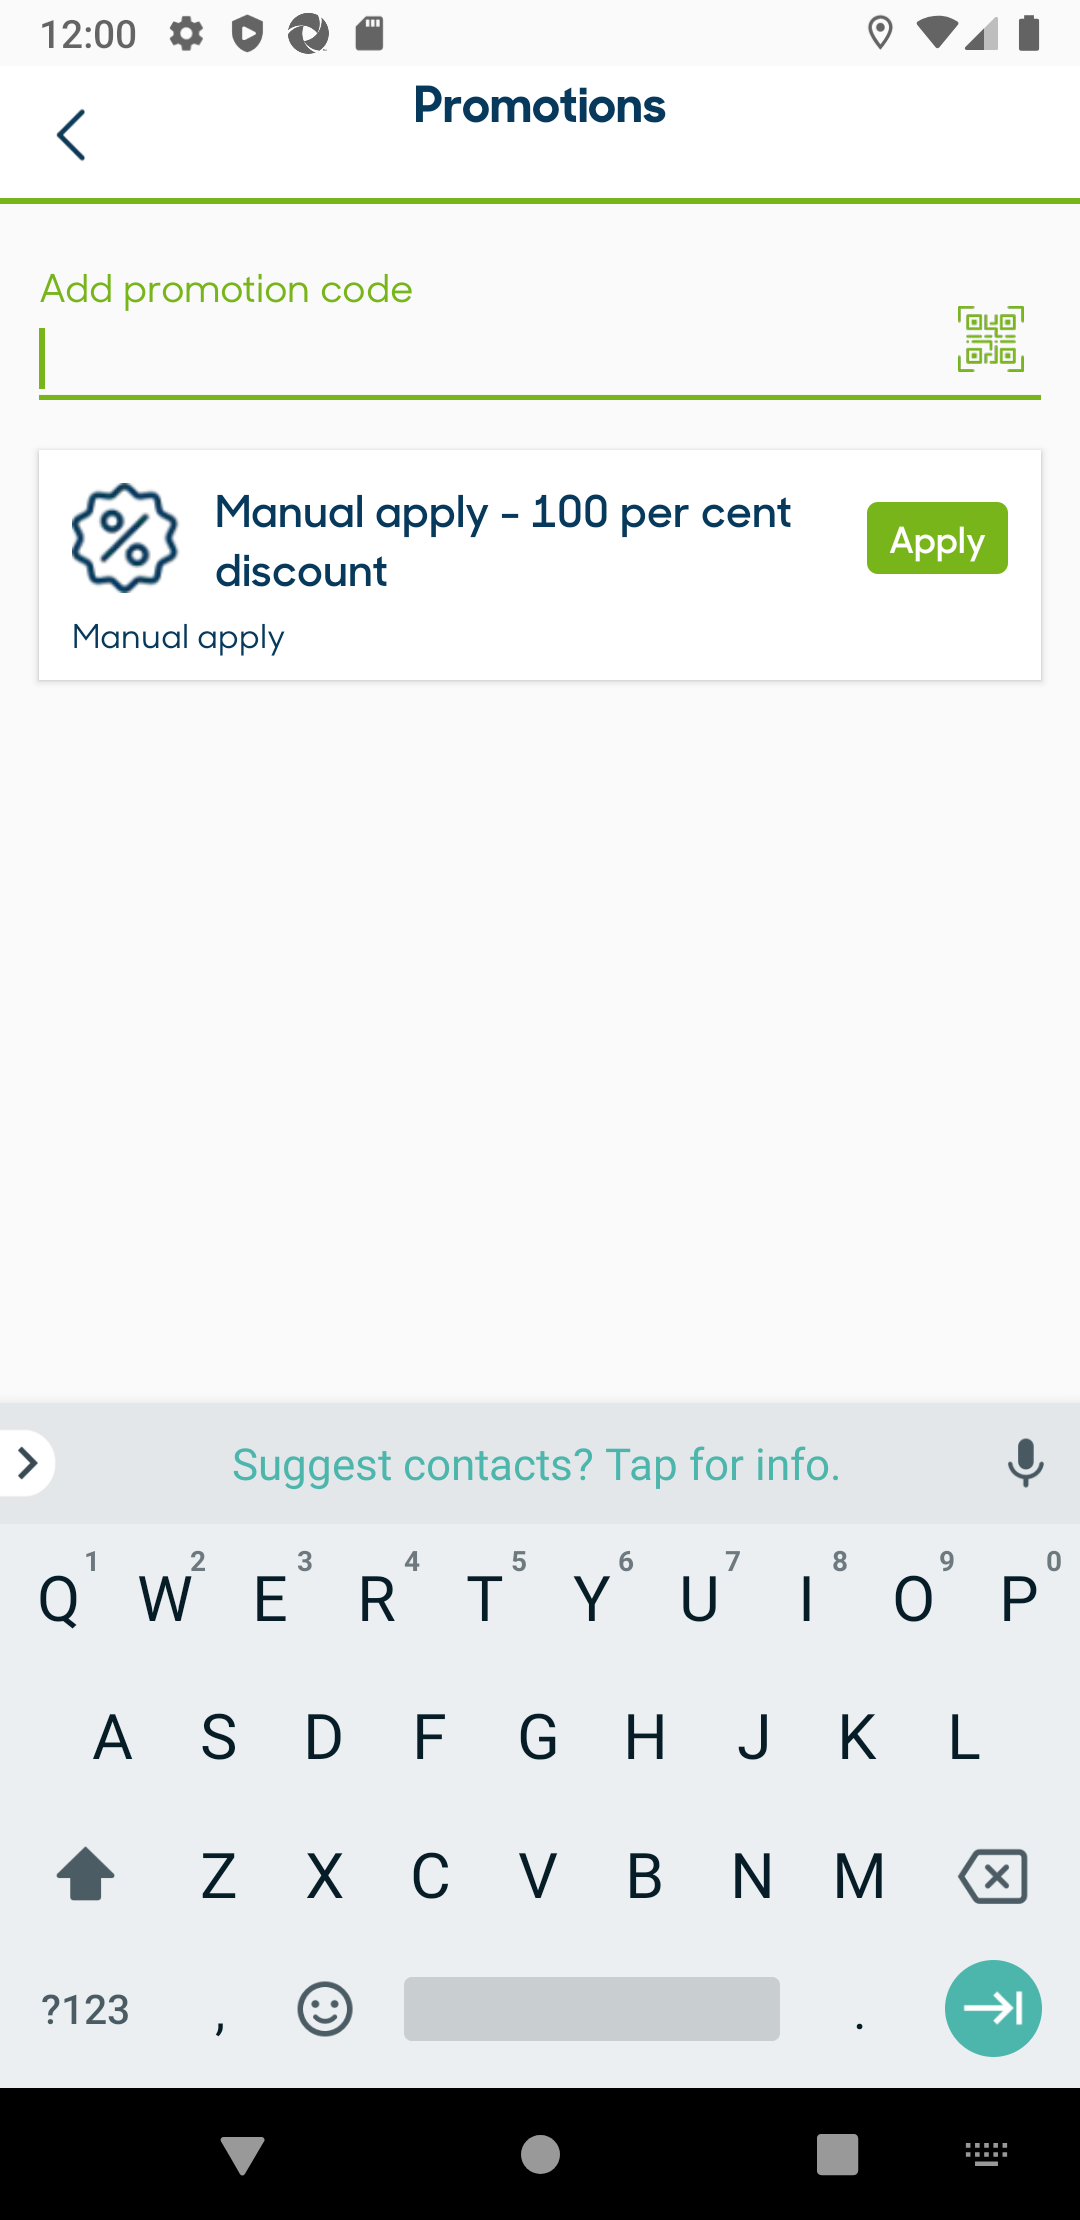 12:00
Promotions
Add promotion code
Manual apply - 100 per cent
discount
Apply
Manual apply
Suggest contacts? Tap for info.
Q 1 W 2 E 3 R 4 T 5 Y 6 U 7 I 8 O 9 P 0
A S D F G H J K L
Z X C V B N M
?123 , .